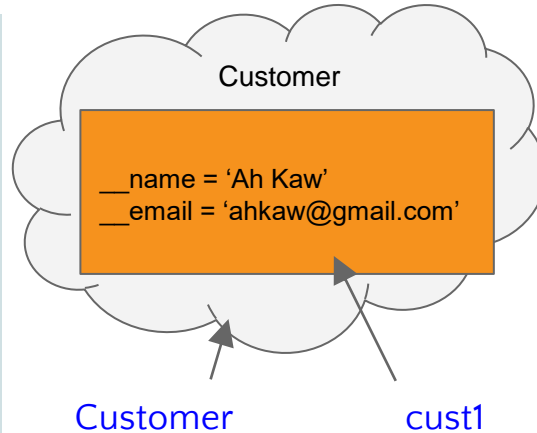 Customer
__name = ‘Ah Kaw’
__email = ‘ahkaw@gmail.com’
Customer cust1